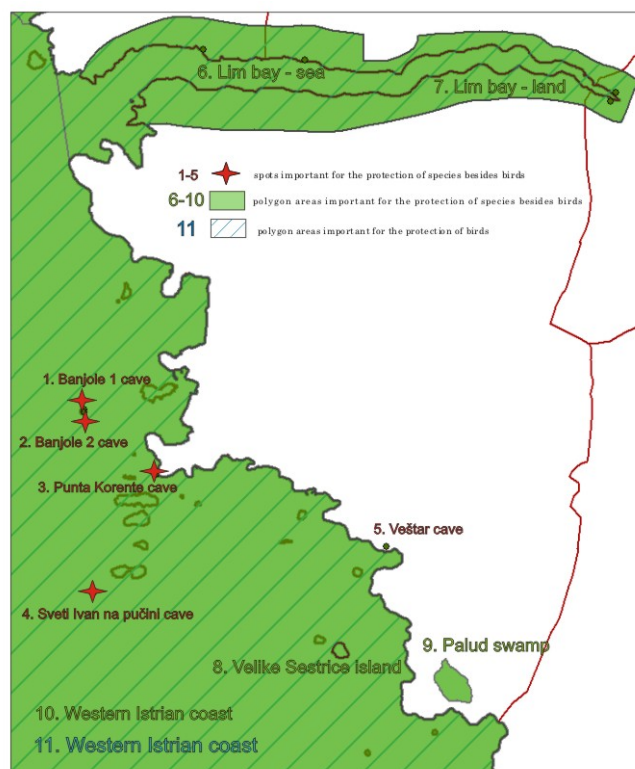 6. Lim bay - sea
7. Lim bay - land
1-5 spots important for the protection of species besides birds
6-10 polygon areas important for the protection of species besides birds
11 polygon areas important for the protection of birds
1. Banjole 1 cave
2. Banjole 2 cave
3. Punta Korente cave
5. Veštar cave
4. Sveti Ivan na pučini cave
9. Palud swamp
8. Velike Sestrice island
10. Western Istrian coast
11. Western Istrian coast